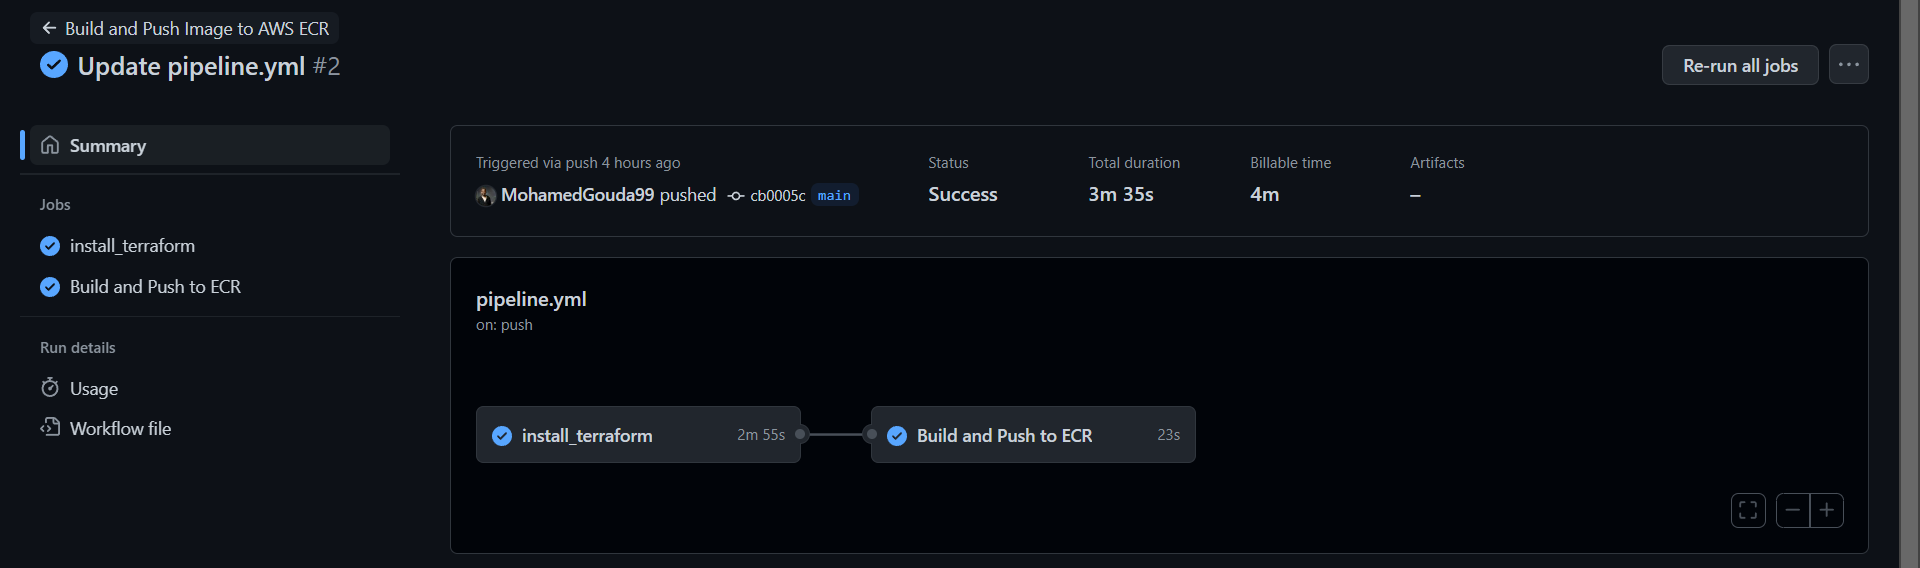 Build and Push Image to AWS ECR
Update pipeline.yml #2
Re-run all jobs
Summary
Jobs
install_terraform
Build and Push to ECR
Run details
Usage
Workflow file
Triggered via push 4 hours ago
MohamedGouda99 pushed cb0005c main
Status
Success
Total duration
3m 35s
Billable time
4m
Artifacts
–
pipeline.yml
on: push
install_terraform 2m 55s
Build and Push to ECR 23s